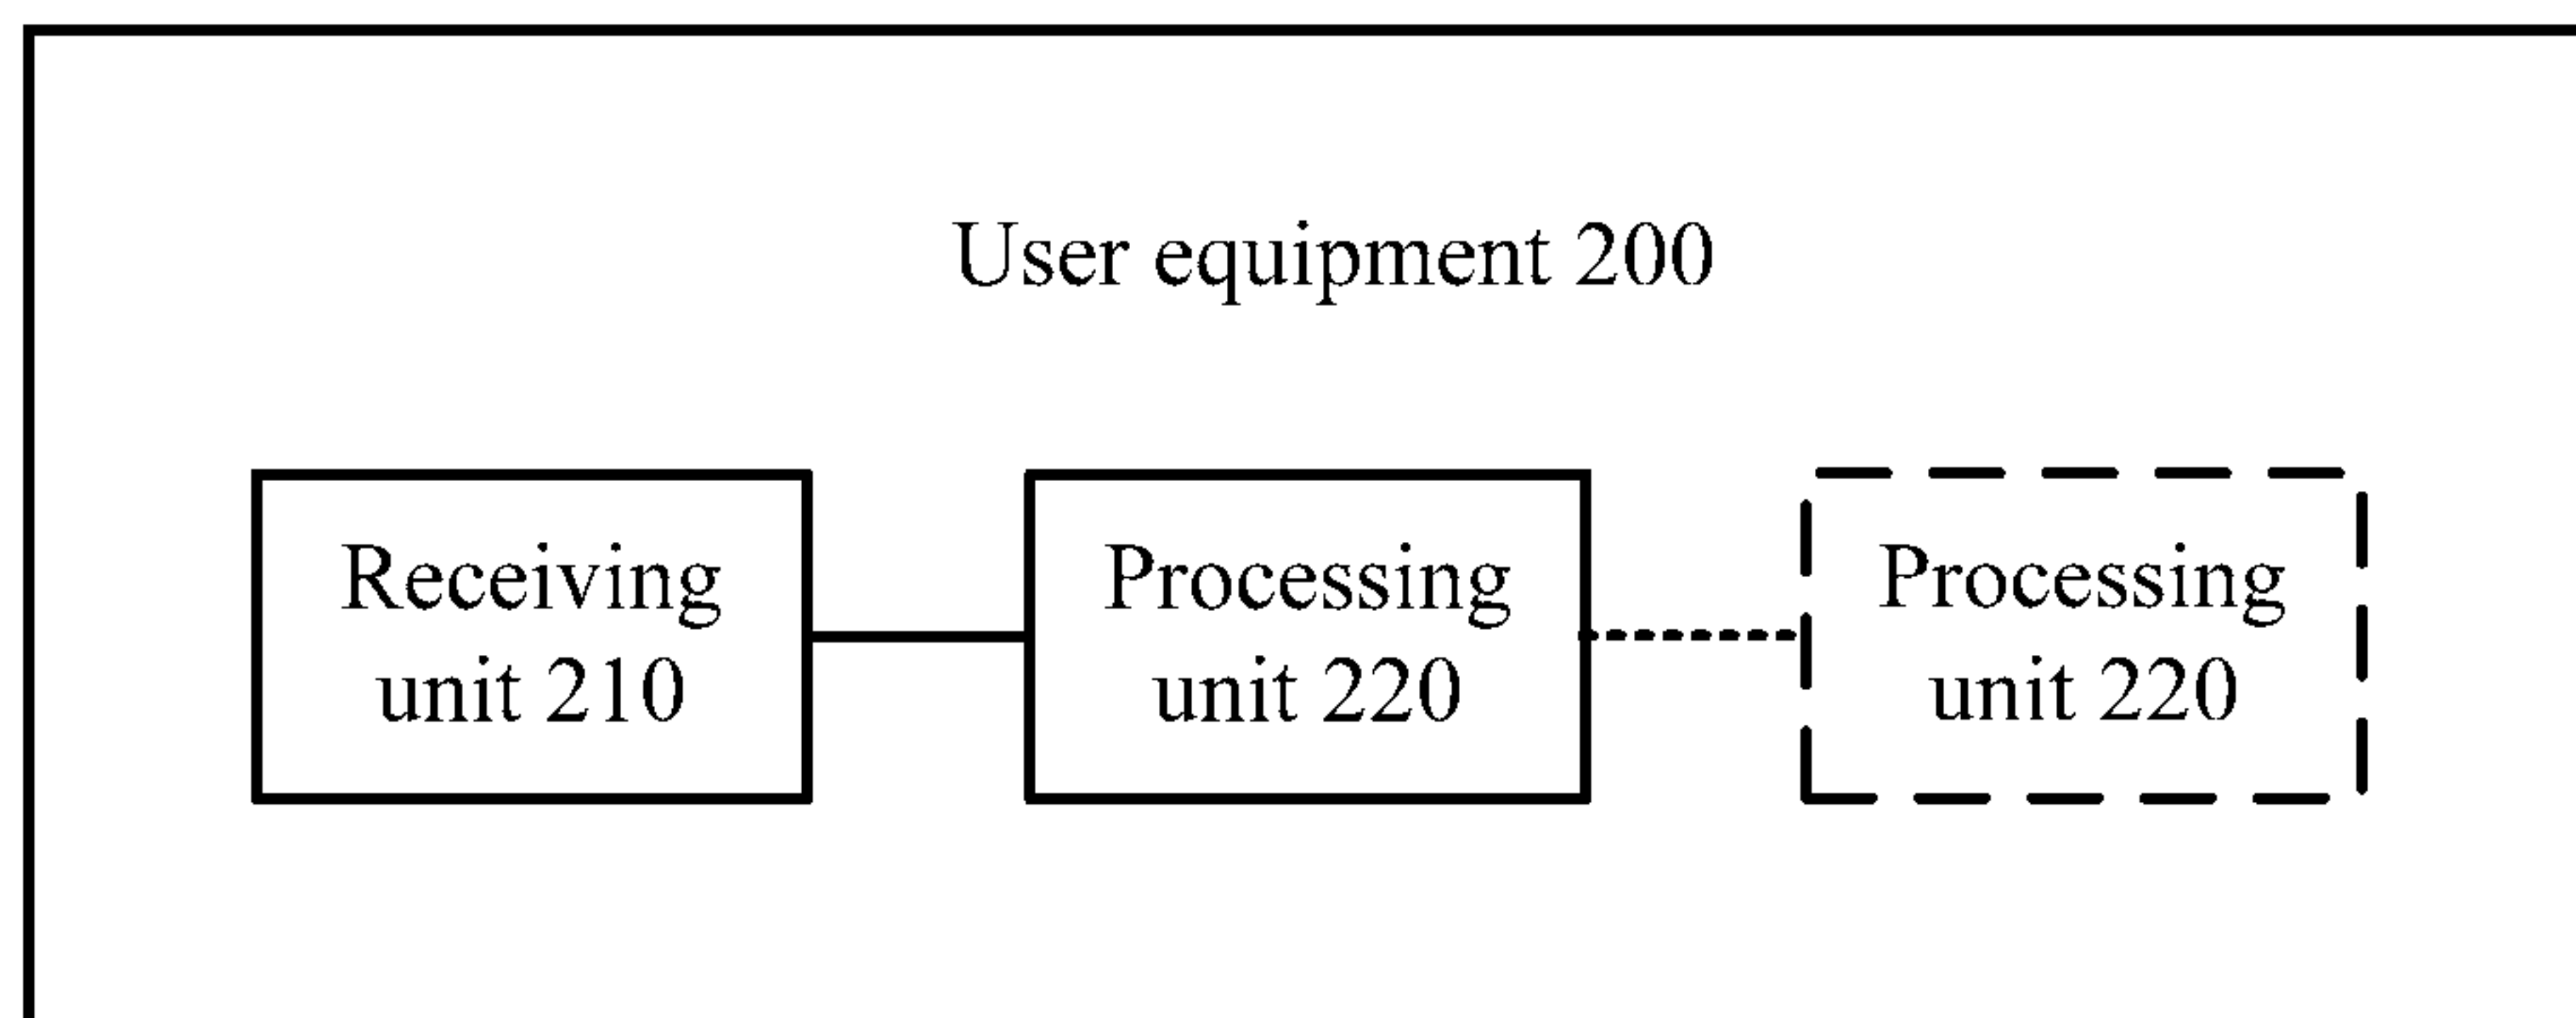 User equipment 200
Receiving
unit 210
Processing
unit 220
Processing
unit 220